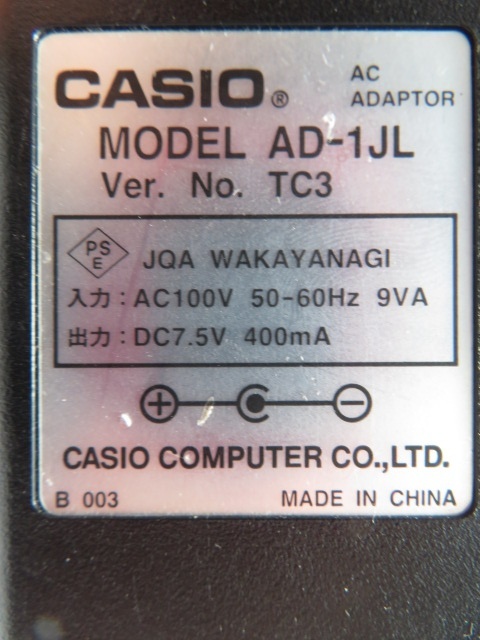 CASIO®
AC
ADAPTOR
MODEL AD-1JL
Ver. No. TC3
PS
E
JQA WAKAYANAGI
入力:AC100V 50-60Hz 9VA
出力:DC7.5V 400mA
CASIO COMPUTER CO.,LTD.
B 003
MADE IN CHINA